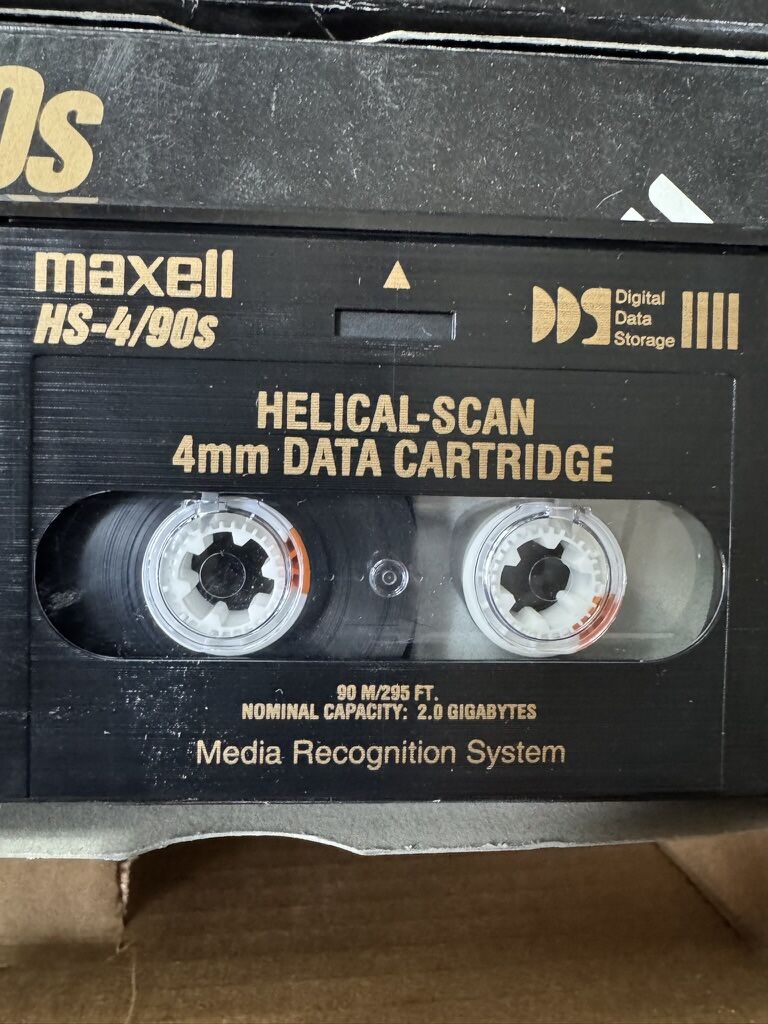 0s
maxell
HS-4/90s
DDS Digital
Data
Storage
HELICAL-SCAN
4mm DATA CARTRIDGE
90 M/295 FT.
NOMINAL CAPACITY: 2.0 GIGABYTES
Media Recognition System